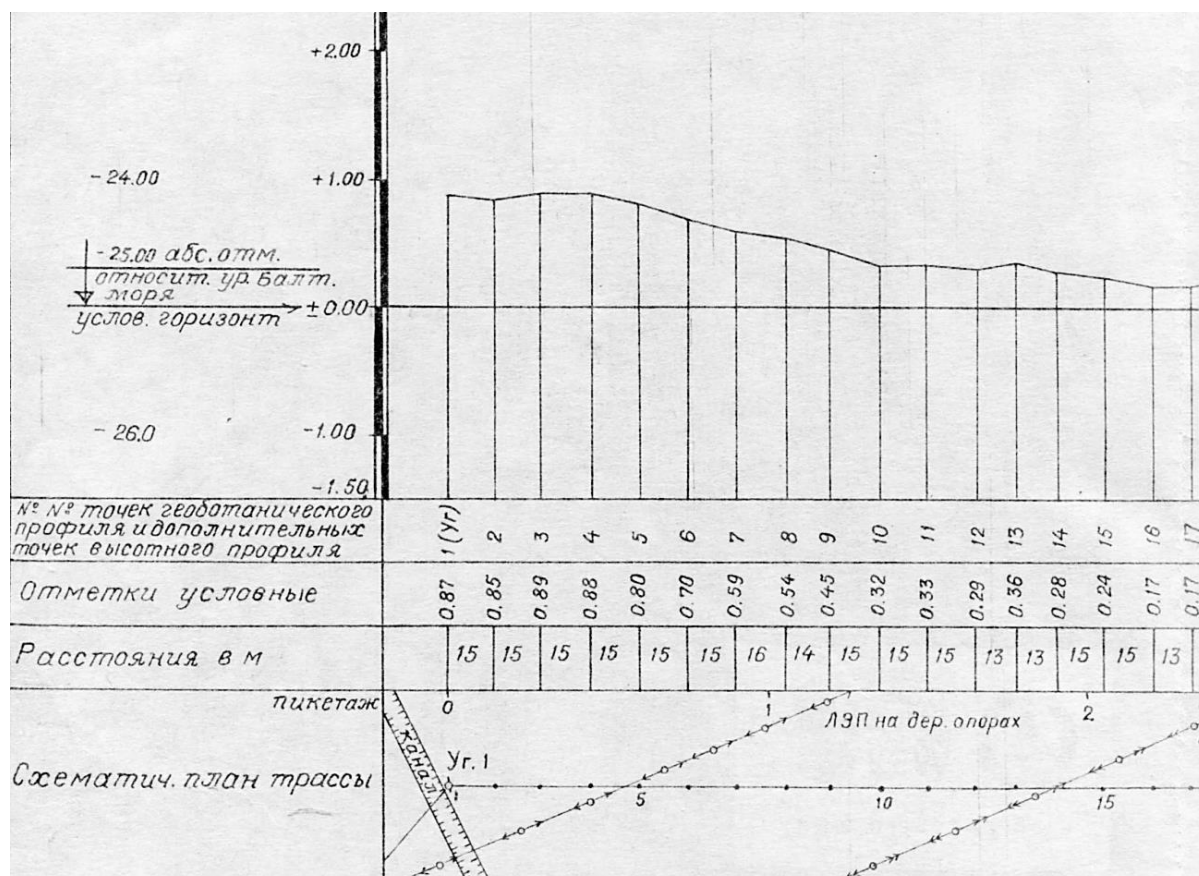 +2.00
-24.00
+1.00
-25.00 абс. отм.
относит. ур. Балт.
моря
услов. горизонт
±0.00
-26.0
-1.00
-1.50
№ № точек геоботанического
профиля и дополнительных
точек высотного профиля
1 (Уг) 2 3 4 5 6 7 8 9 10 11 12 13 14 15 16 17
Отметки условные
0.87 0.85 0.89 0.88 0.80 0.70 0.59 0.54 0.45 0.32 0.33 0.29 0.36 0.28 0.24 0.17 0.17
Расстояния в м
15 15 15 15 15 15 16 14 15 15 15 13 13 15 15 13
пикетаж
0 1 2
ЛЭП на дер. опорах
канал
Уг. 1
Схематич. план трассы
1 5 10 15